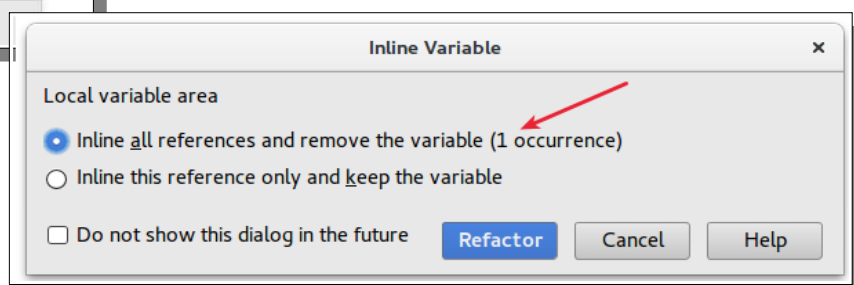 Inline Variable
Local variable area
Inline all references and remove the variable (1 occurrence)
Inline this reference only and keep the variable
Do not show this dialog in the future
Refactor
Cancel
Help